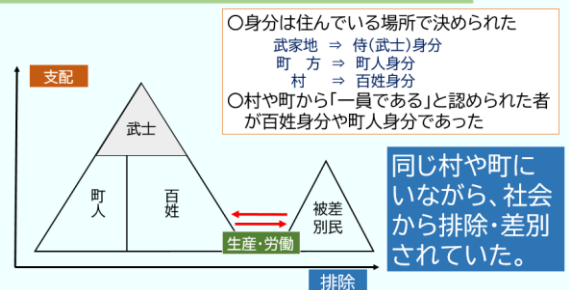 〇身分は住んでいる場所で決められた
武家地 ⇒ 侍(武士)身分
町 方 ⇒ 町人身分
村 ⇒ 百姓身分
〇村や町から「一員である」と認められた者
が百姓身分や町人身分であった
支配
武士
町人
百姓
被差
別民
生産・労働
排除
同じ村や町に
いながら、社会
から排除・差別
されていた。